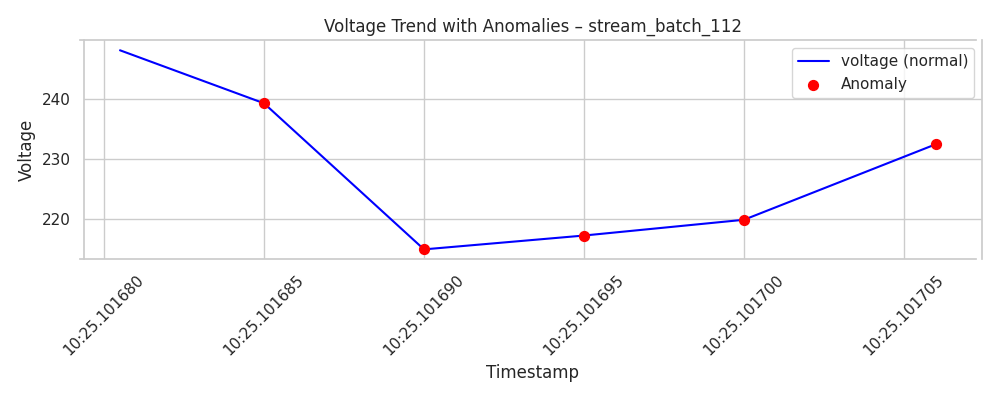 Voltage Trend with Anomalies – stream_batch_112
voltage (normal)
Anomaly
Voltage
240
230
220
10:25.101680
10:25.101685
10:25.101690
10:25.101695
10:25.101700
10:25.101705
Timestamp